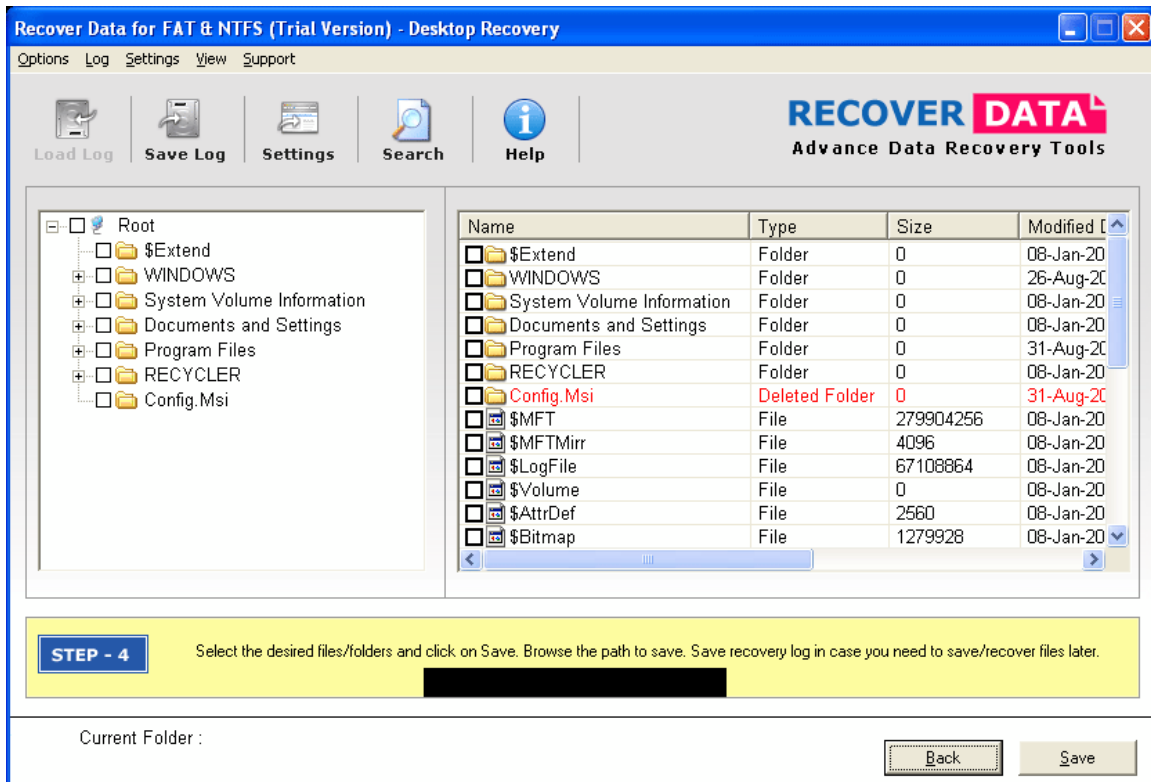 Recover Data for FAT & NTFS (Trial Version) - Desktop Recovery
Options Log Settings View Support
Load Log Save Log Settings Search Help
RECOVER DATA
Advance Data Recovery Tools
Root
$Extend
WINDOWS
System Volume Information
Documents and Settings
Program Files
RECYCLER
Config.Msi
Name Type Size Modified D
$Extend Folder 0 08-Jan-20
WINDOWS Folder 0 26-Aug-20
System Volume Information Folder 0 08-Jan-20
Documents and Settings Folder 0 08-Jan-20
Program Files Folder 0 31-Aug-20
RECYCLER Folder 0 08-Jan-20
Config.Msi Deleted Folder 0 31-Aug-20
$MFT File 279904256 08-Jan-20
$MFTMirr File 4096 08-Jan-20
$LogFile File 67108864 08-Jan-20
$Volume File 0 08-Jan-20
$AttrDef File 2560 08-Jan-20
$Bitmap File 1279928 08-Jan-20
STEP - 4
Select the desired files/folders and click on Save. Browse the path to save. Save recovery log in case you need to save/recover files later.
Current Folder :
Back Save